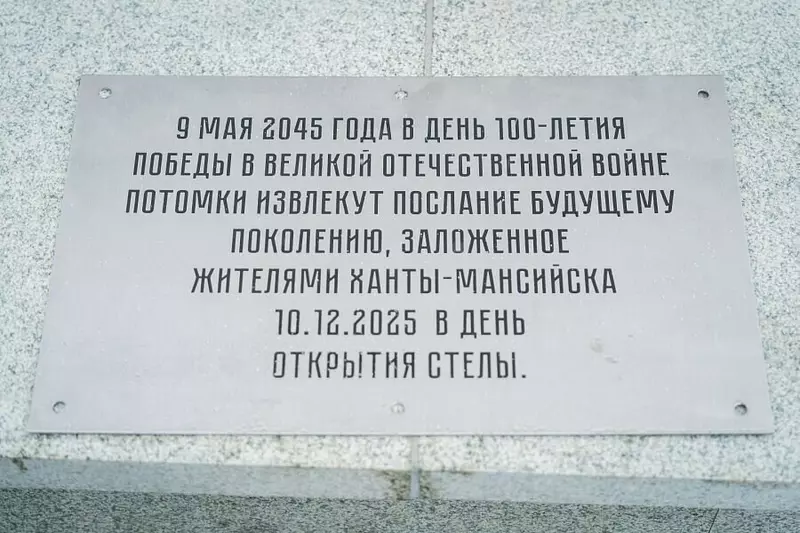 9 МАЯ 2045 ГОДА В ДЕНЬ 100-ЛЕТИЯ
ПОБЕДЫ В ВЕЛИКОЙ ОТЕЧЕСТВЕННОЙ ВОЙНЕ
ПОТОМКИ ИЗВЛЕКУТ ПОСЛАНИЕ БУДУЩЕМУ
ПОКОЛЕНИЮ, ЗАЛОЖЕННОЕ
ЖИТЕЛЯМИ ХАНТЫ-МАНСИЙСКА
10.12.2025 В ДЕНЬ
ОТКРЫТИЯ СТЕЛЫ.